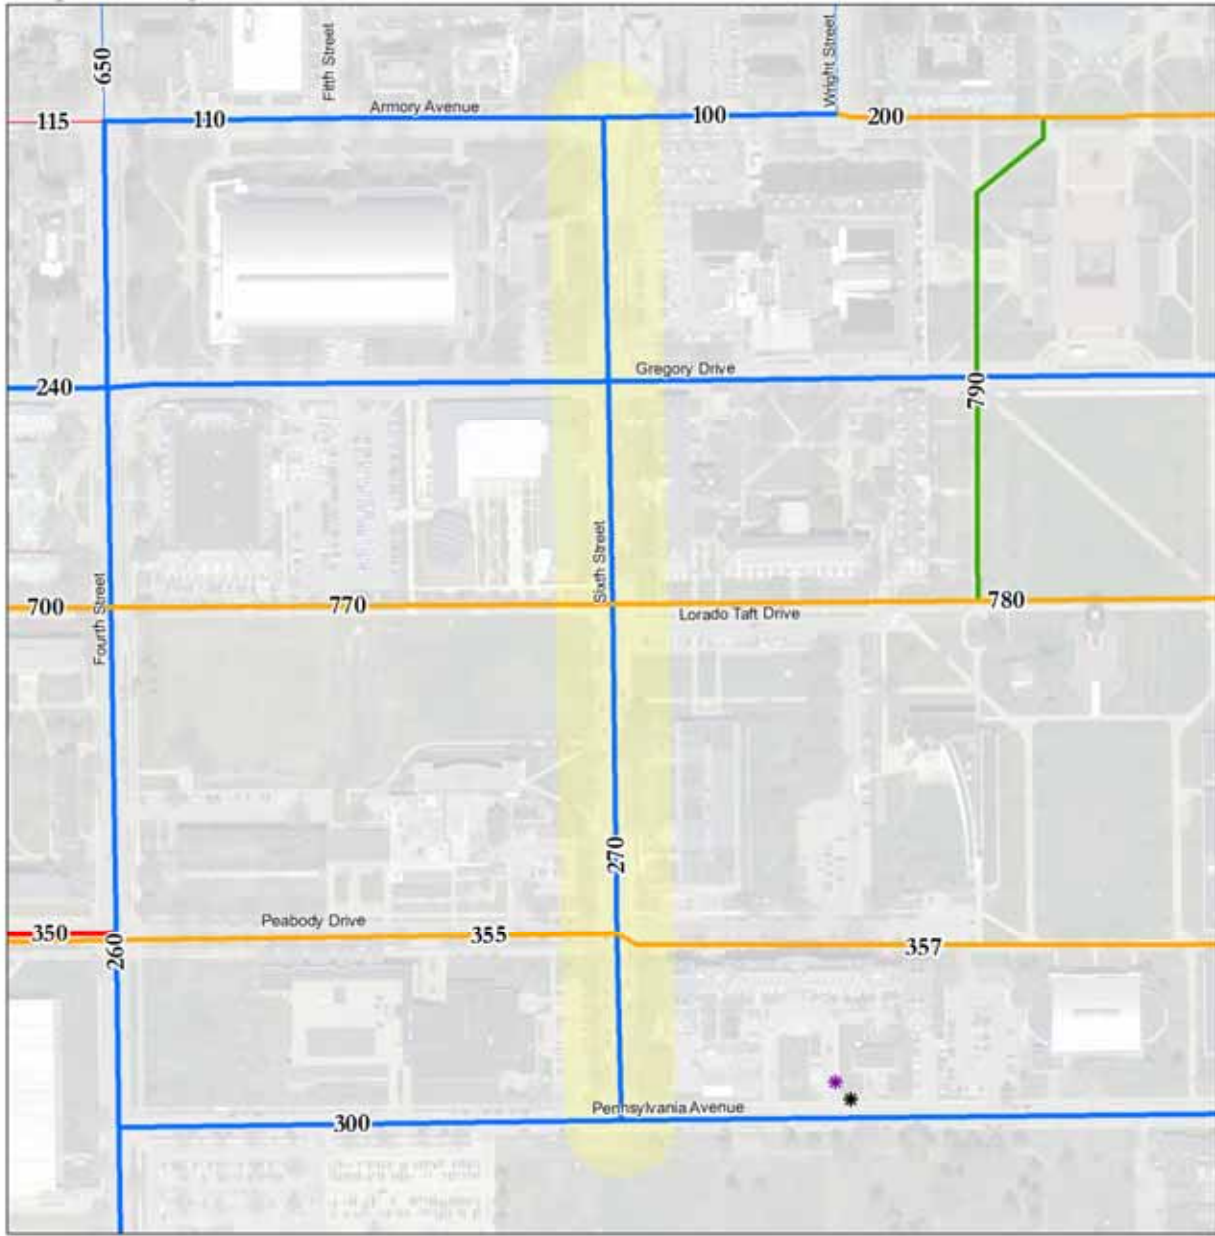 650
Fifth Street
Wright Street
Armory Avenue
115
110
100
200
Gregory Drive
240
790
Sixth Street
Fourth Street
700
770
780
Lorado Taft Drive
270
Peabody Drive
350
355
357
260
Pennsylvania Avenue
300